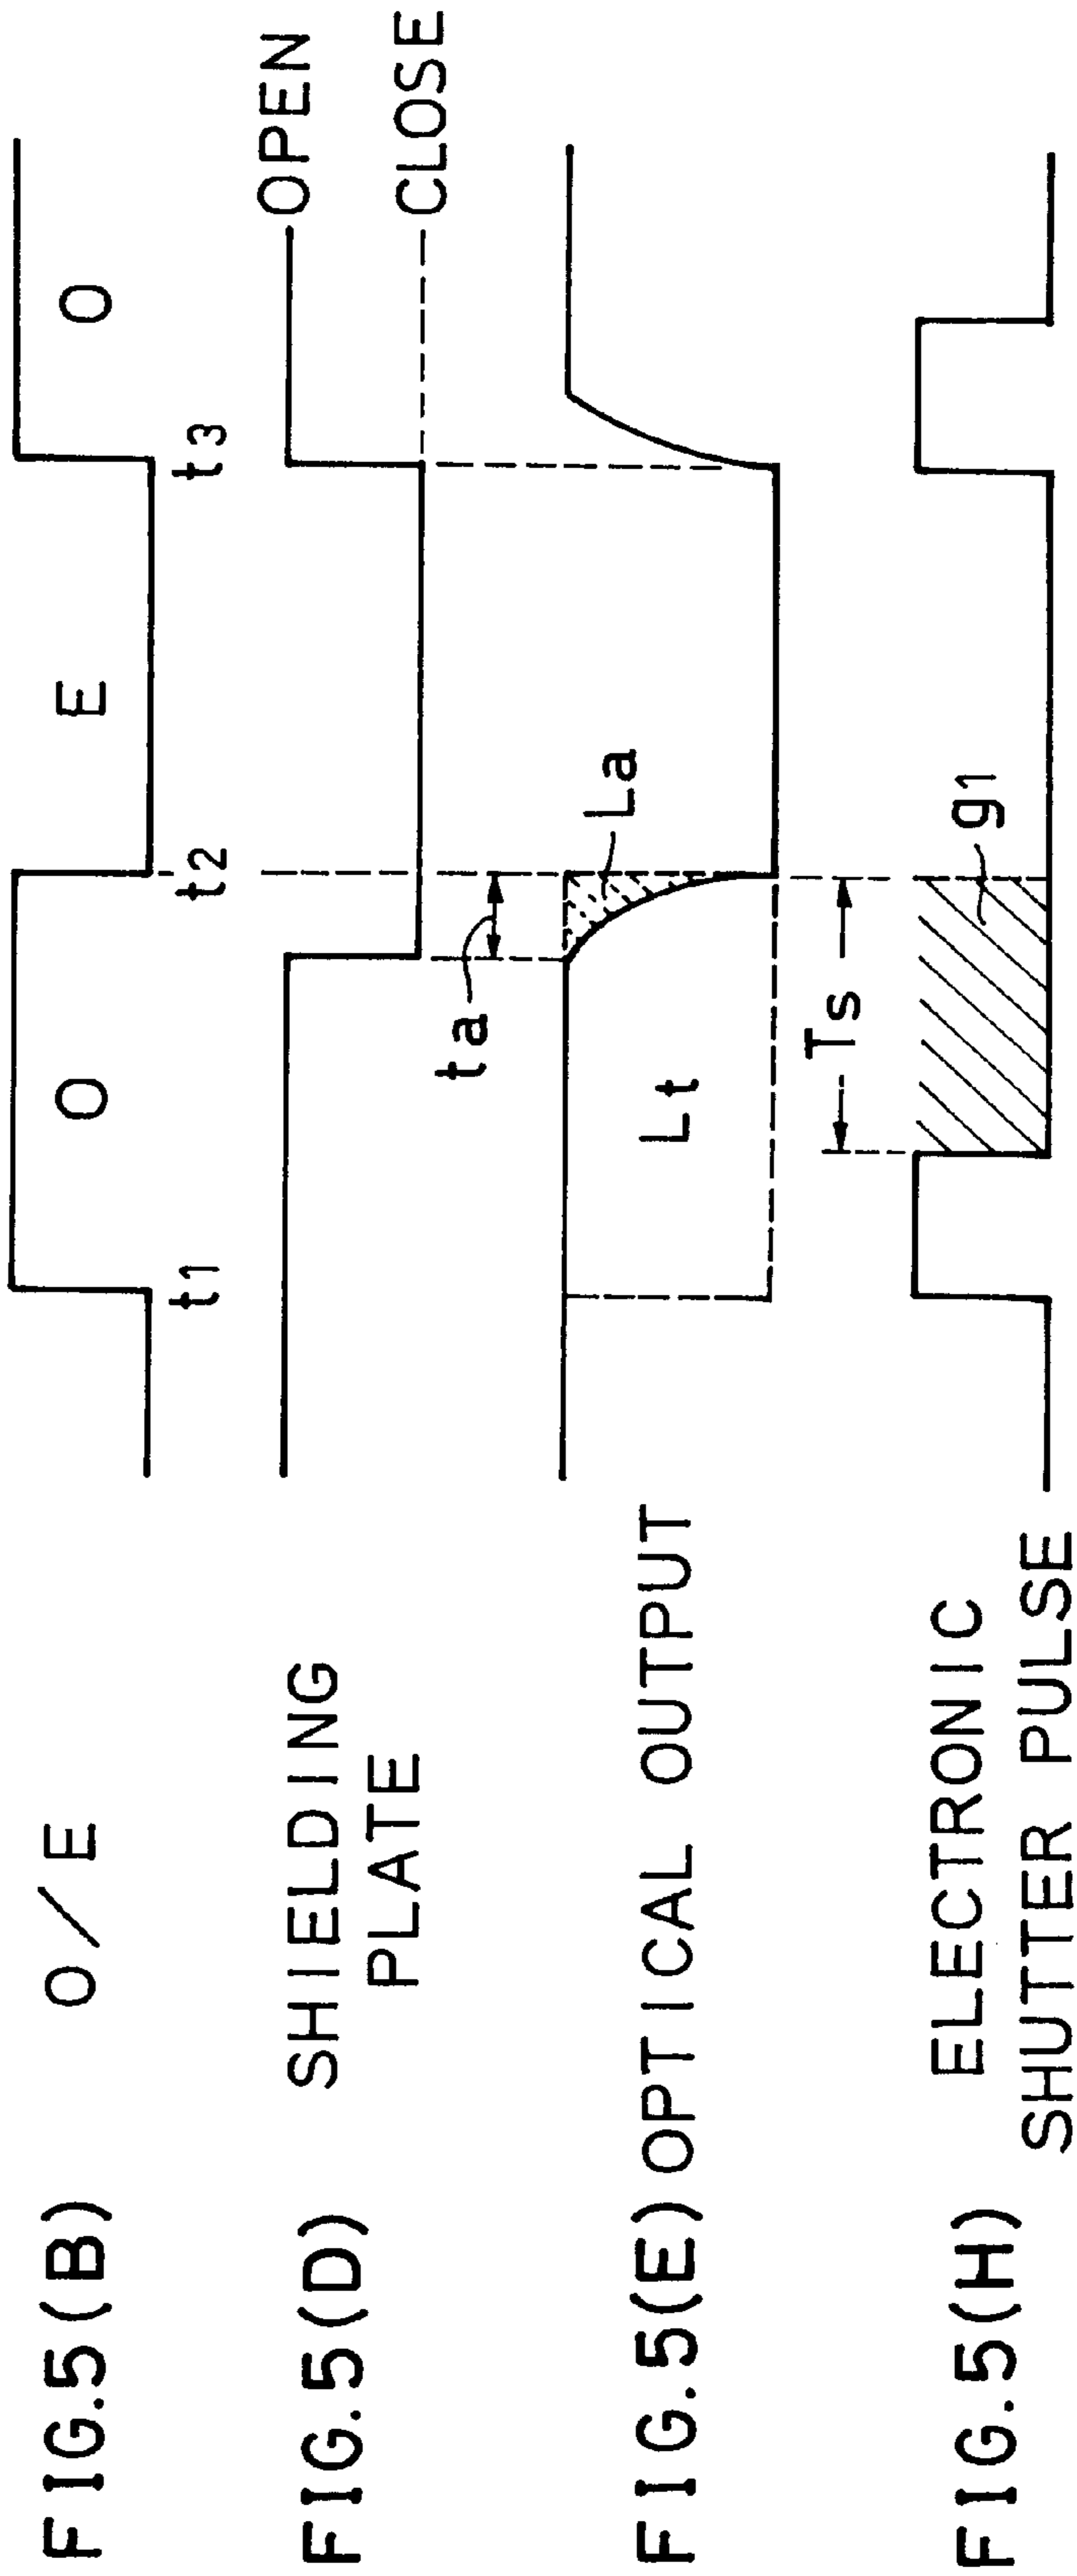 FIG.5(B) O/E
O E O
t1 t2 t3
FIG.5(D) SHIELDING
PLATE
OPEN
CLOSE
ta
FIG.5(E) OPTICAL OUTPUT
Lt
La
Ts
g1
FIG.5(H) ELECTRONIC
SHUTTER PULSE